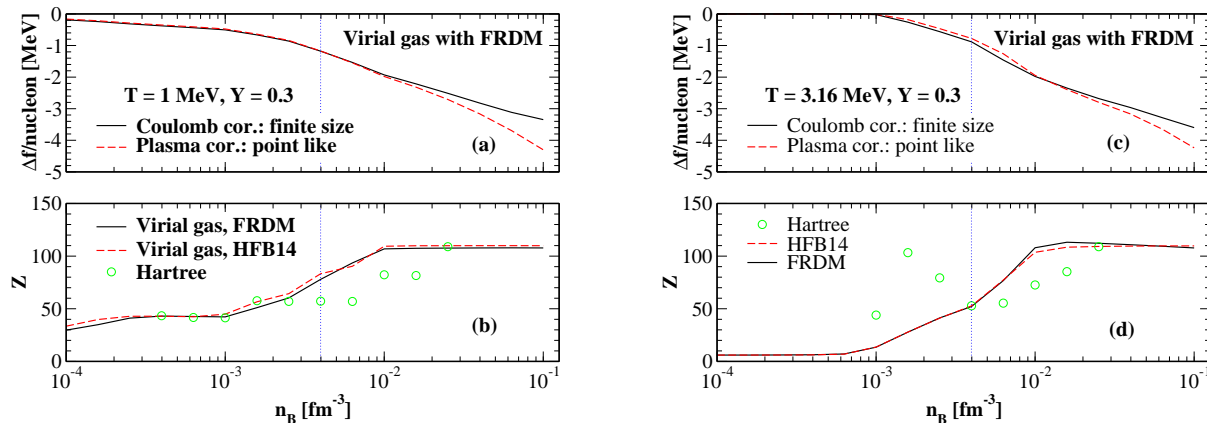 0
-1
-2
-3
-4
-5
Δf/nucleon [MeV]
Virial gas with FRDM
T = 1 MeV, Y = 0.3
Coulomb cor.: finite size
Plasma cor.: point like
(a)
150
100
50
0
Z
Virial gas, FRDM
Virial gas, HFB14
Hartree
(b)
10-4
10-3
10-2
10-1
nB [fm-3]
0
-1
-2
-3
-4
-5
Δf/nucleon [MeV]
Virial gas with FRDM
T = 3.16 MeV, Y = 0.3
Coulomb cor.: finite size
Plasma cor.: point like
(c)
150
100
50
0
Z
Hartree
HFB14
FRDM
(d)
10-4
10-3
10-2
10-1
nB [fm-3]